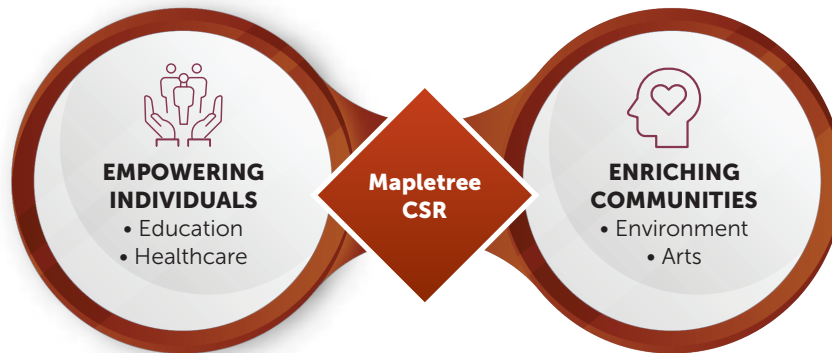 EMPOWERING
INDIVIDUALS
• Education
• Healthcare
Mapletree
CSR
ENRICHING
COMMUNITIES
• Environment
• Arts